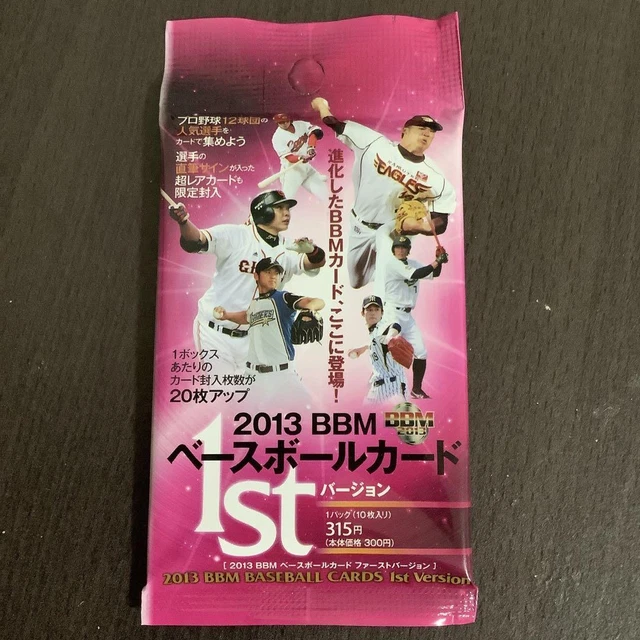 プロ野球12球団の
人気選手を
カードで集めよう
選手の
直筆サインが入った
超レアカードも
限定封入
進化したBBMカード、ここに登場！
EAGLES
1ボックス
あたりの
カード封入枚数が
20枚アップ
2013 BBM
BBM
2013
ベースボールカード
1st
バージョン
1パック(10枚入り)
315円
(本体価格 300円)
[ 2013 BBM ベースボールカード ファーストバージョン ]
2013 BBM BASEBALL CARDS 1st Version